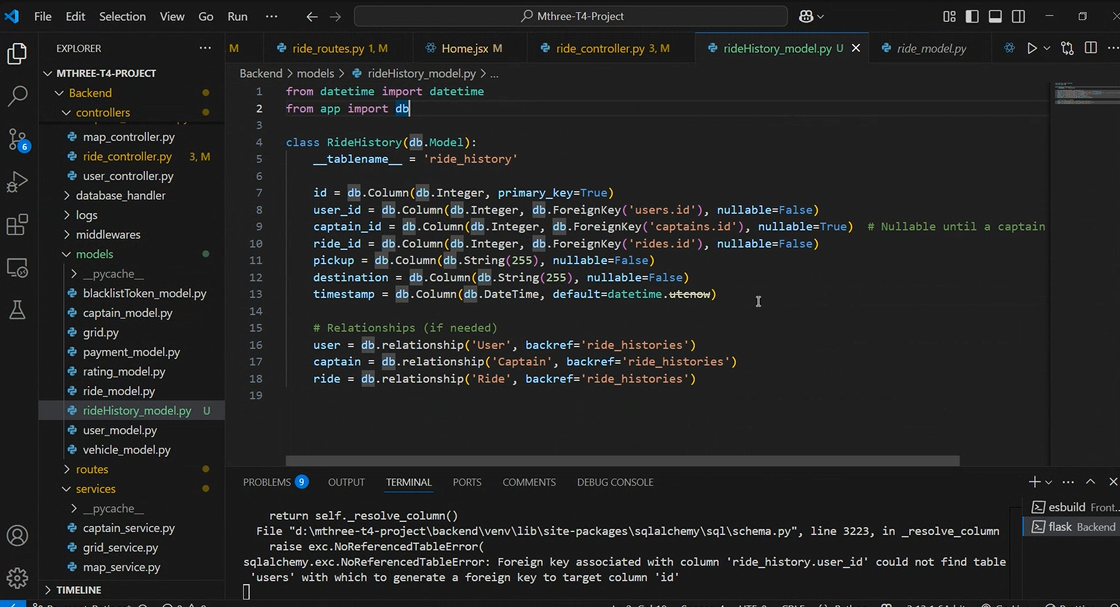 File Edit Selection View Go Run ··· Mthree-T4-Project
EXPLORER ···
M ride_routes.py 1, M Home.jsx M ride_controller.py 3, M rideHistory_model.py U ride_model.py
MTHREE-T4-PROJECT
Backend > models > rideHistory_model.py > ...
Backend
controllers
map_controller.py
ride_controller.py 3, M
user_controller.py
database_handler
logs
middlewares
models
__pycache__
blacklistToken_model.py
captain_model.py
grid.py
payment_model.py
rating_model.py
ride_model.py
rideHistory_model.py U
user_model.py
vehicle_model.py
routes
services
__pycache__
captain_service.py
grid_service.py
map_service.py
TIMELINE
6
1 from datetime import datetime
2 from app import db
3
4 class RideHistory(db.Model):
5 __tablename__ = 'ride_history'
6
7 id = db.Column(db.Integer, primary_key=True)
8 user_id = db.Column(db.Integer, db.ForeignKey('users.id'), nullable=False)
9 captain_id = db.Column(db.Integer, db.ForeignKey('captains.id'), nullable=True) # Nullable until a captain
10 ride_id = db.Column(db.Integer, db.ForeignKey('rides.id'), nullable=False)
11 pickup = db.Column(db.String(255), nullable=False)
12 destination = db.Column(db.String(255), nullable=False)
13 timestamp = db.Column(db.DateTime, default=datetime.utcnow)
14
15 # Relationships (if needed)
16 user = db.relationship('User', backref='ride_histories')
17 captain = db.relationship('Captain', backref='ride_histories')
18 ride = db.relationship('Ride', backref='ride_histories')
19
PROBLEMS 9 OUTPUT TERMINAL PORTS COMMENTS DEBUG CONSOLE
return self._resolve_column()
File "d:\mthree-t4-project\backend\venv\lib\site-packages\sqlalchemy\sql\schema.py", line 3223, in _resolve_column
raise exc.NoReferencedTableError(
sqlalchemy.exc.NoReferencedTableError: Foreign key associated with column 'ride_history.user_id' could not find table
'users' with which to generate a foreign key to target column 'id'
esbuild Front...
flask Backend